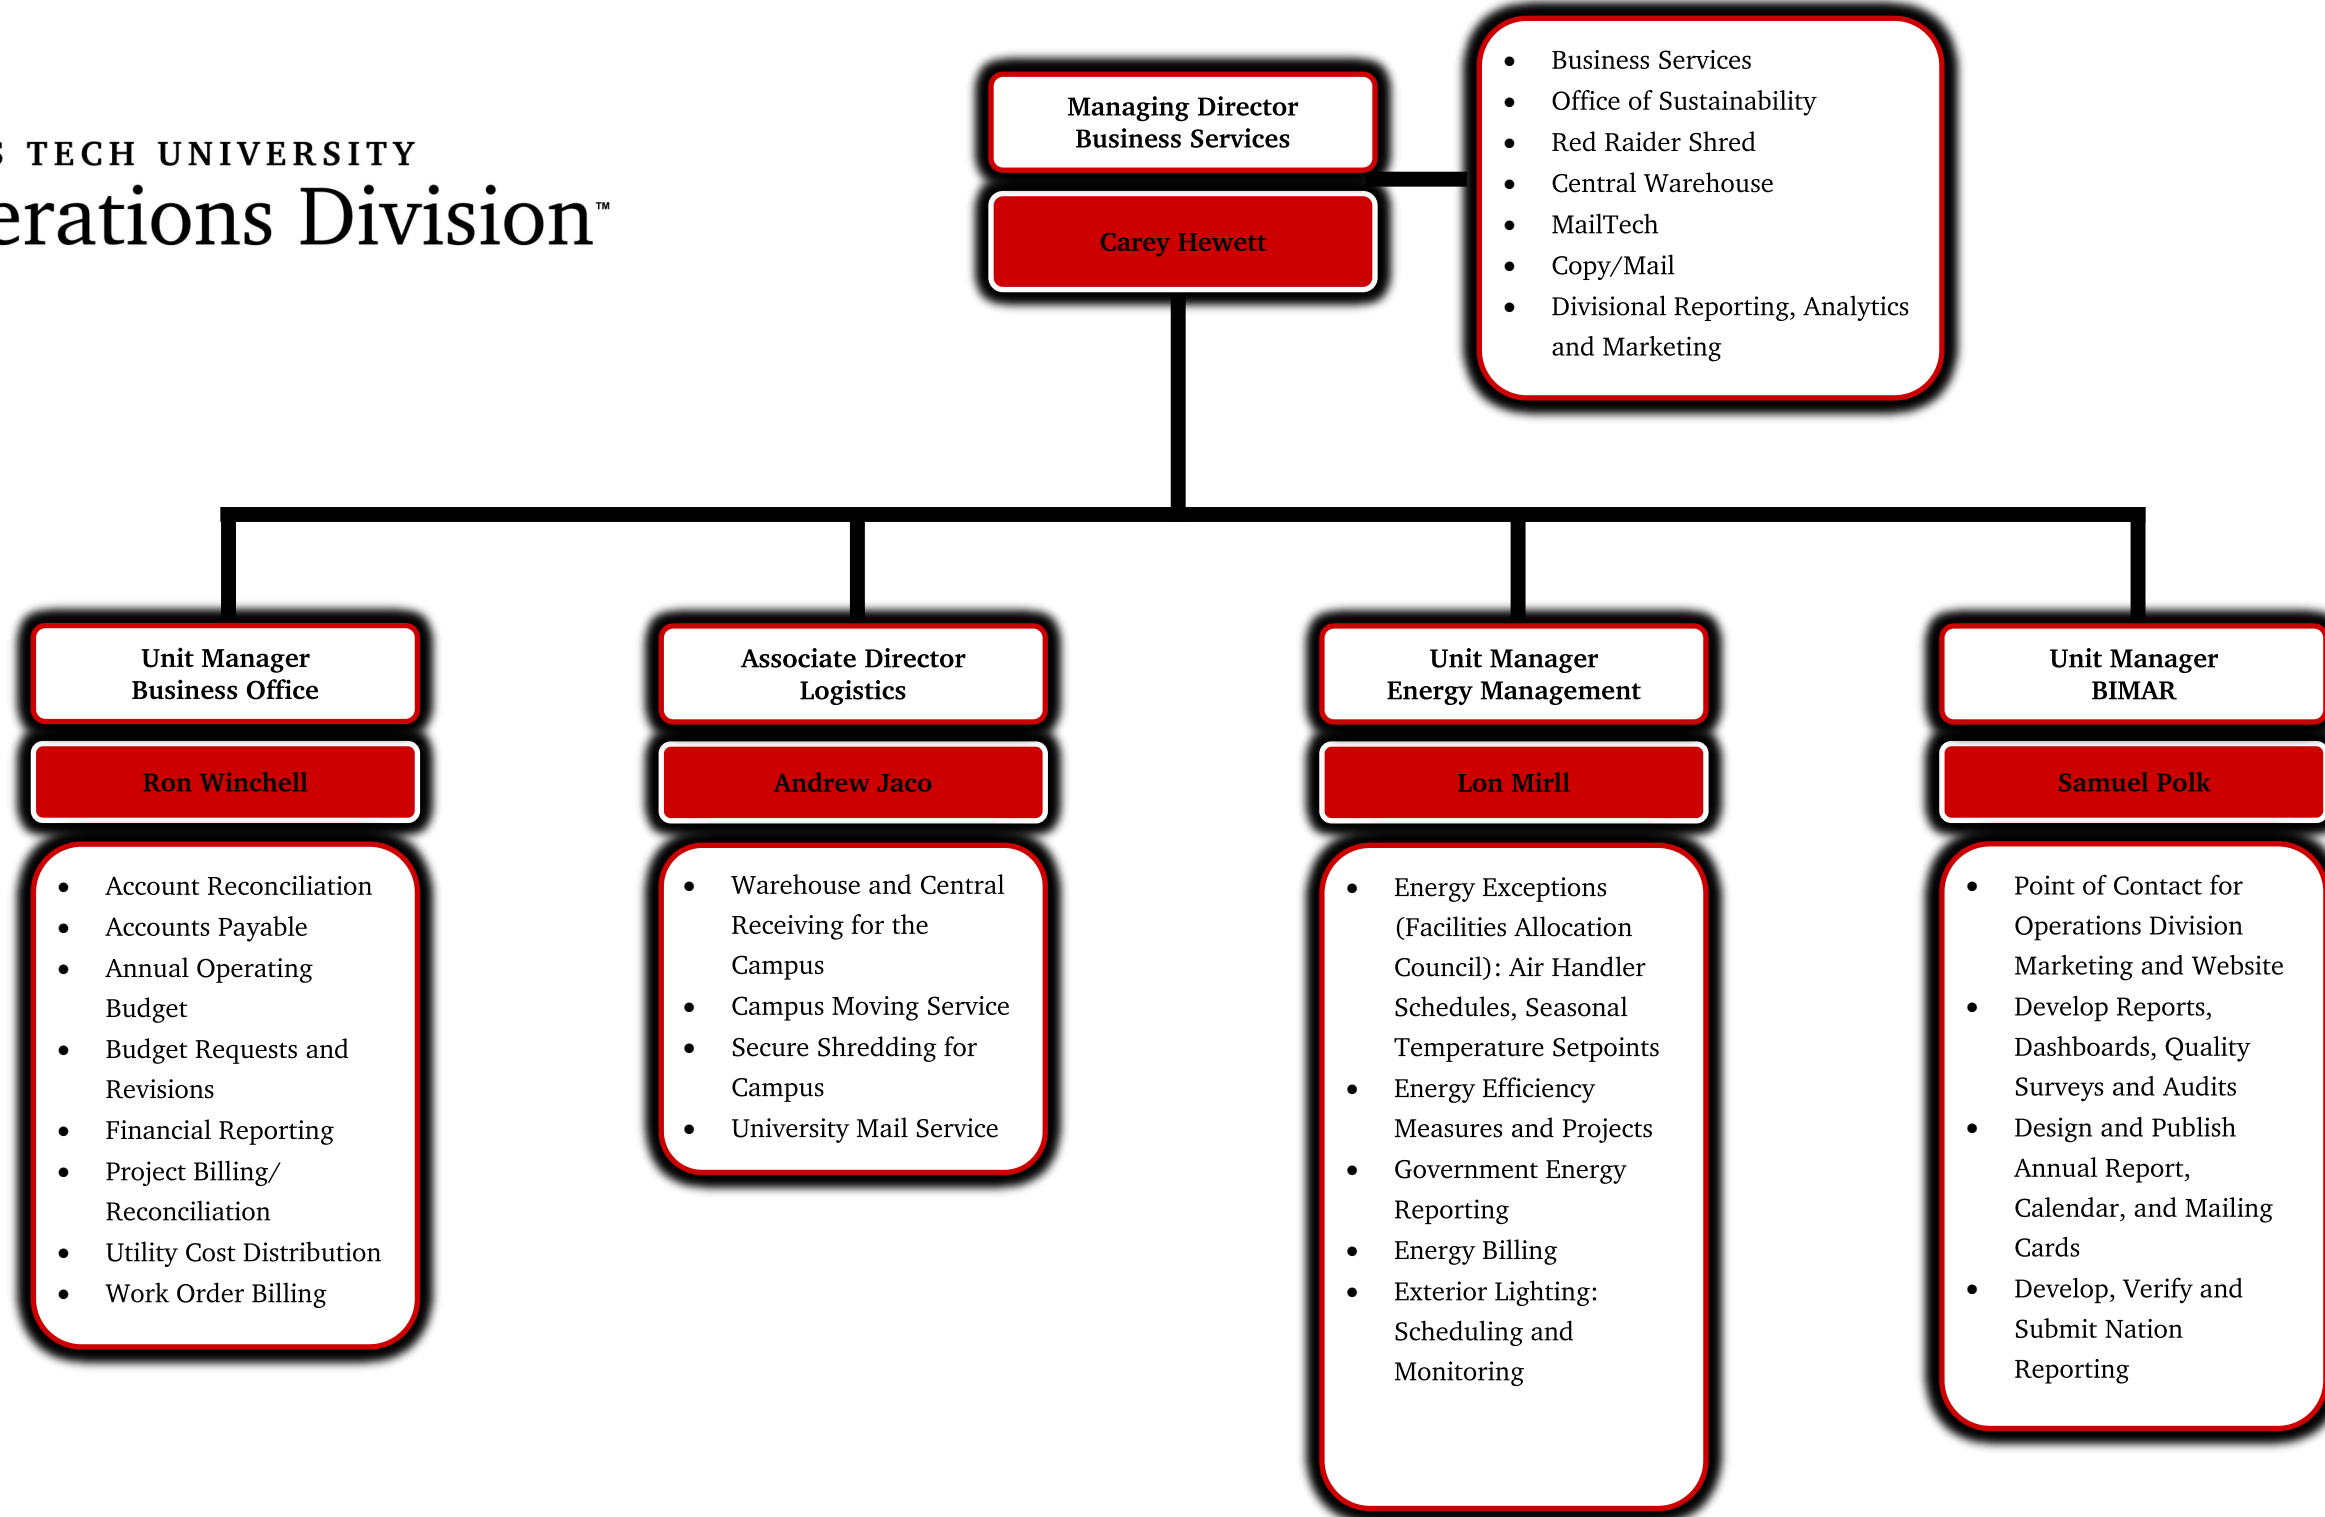 TECH UNIVERSITY
erations Division™
Managing Director
Business Services
Carey Hewett
• Business Services
• Office of Sustainability
• Red Raider Shred
• Central Warehouse
• MailTech
• Copy/Mail
• Divisional Reporting, Analytics
and Marketing
Unit Manager
Business Office
Ron Winchell
• Account Reconciliation
• Accounts Payable
• Annual Operating
Budget
• Budget Requests and
Revisions
• Financial Reporting
• Project Billing/
Reconciliation
• Utility Cost Distribution
• Work Order Billing
Associate Director
Logistics
Andrew Jaco
• Warehouse and Central
Receiving for the
Campus
• Campus Moving Service
• Secure Shredding for
Campus
• University Mail Service
Unit Manager
Energy Management
Lon Mirll
• Energy Exceptions
(Facilities Allocation
Council): Air Handler
Schedules, Seasonal
Temperature Setpoints
• Energy Efficiency
Measures and Projects
• Government Energy
Reporting
• Energy Billing
• Exterior Lighting:
Scheduling and
Monitoring
Unit Manager
BIMAR
Samuel Polk
• Point of Contact for
Operations Division
Marketing and Website
• Develop Reports,
Dashboards, Quality
Surveys and Audits
• Design and Publish
Annual Report,
Calendar, and Mailing
Cards
• Develop, Verify and
Submit Nation
Reporting